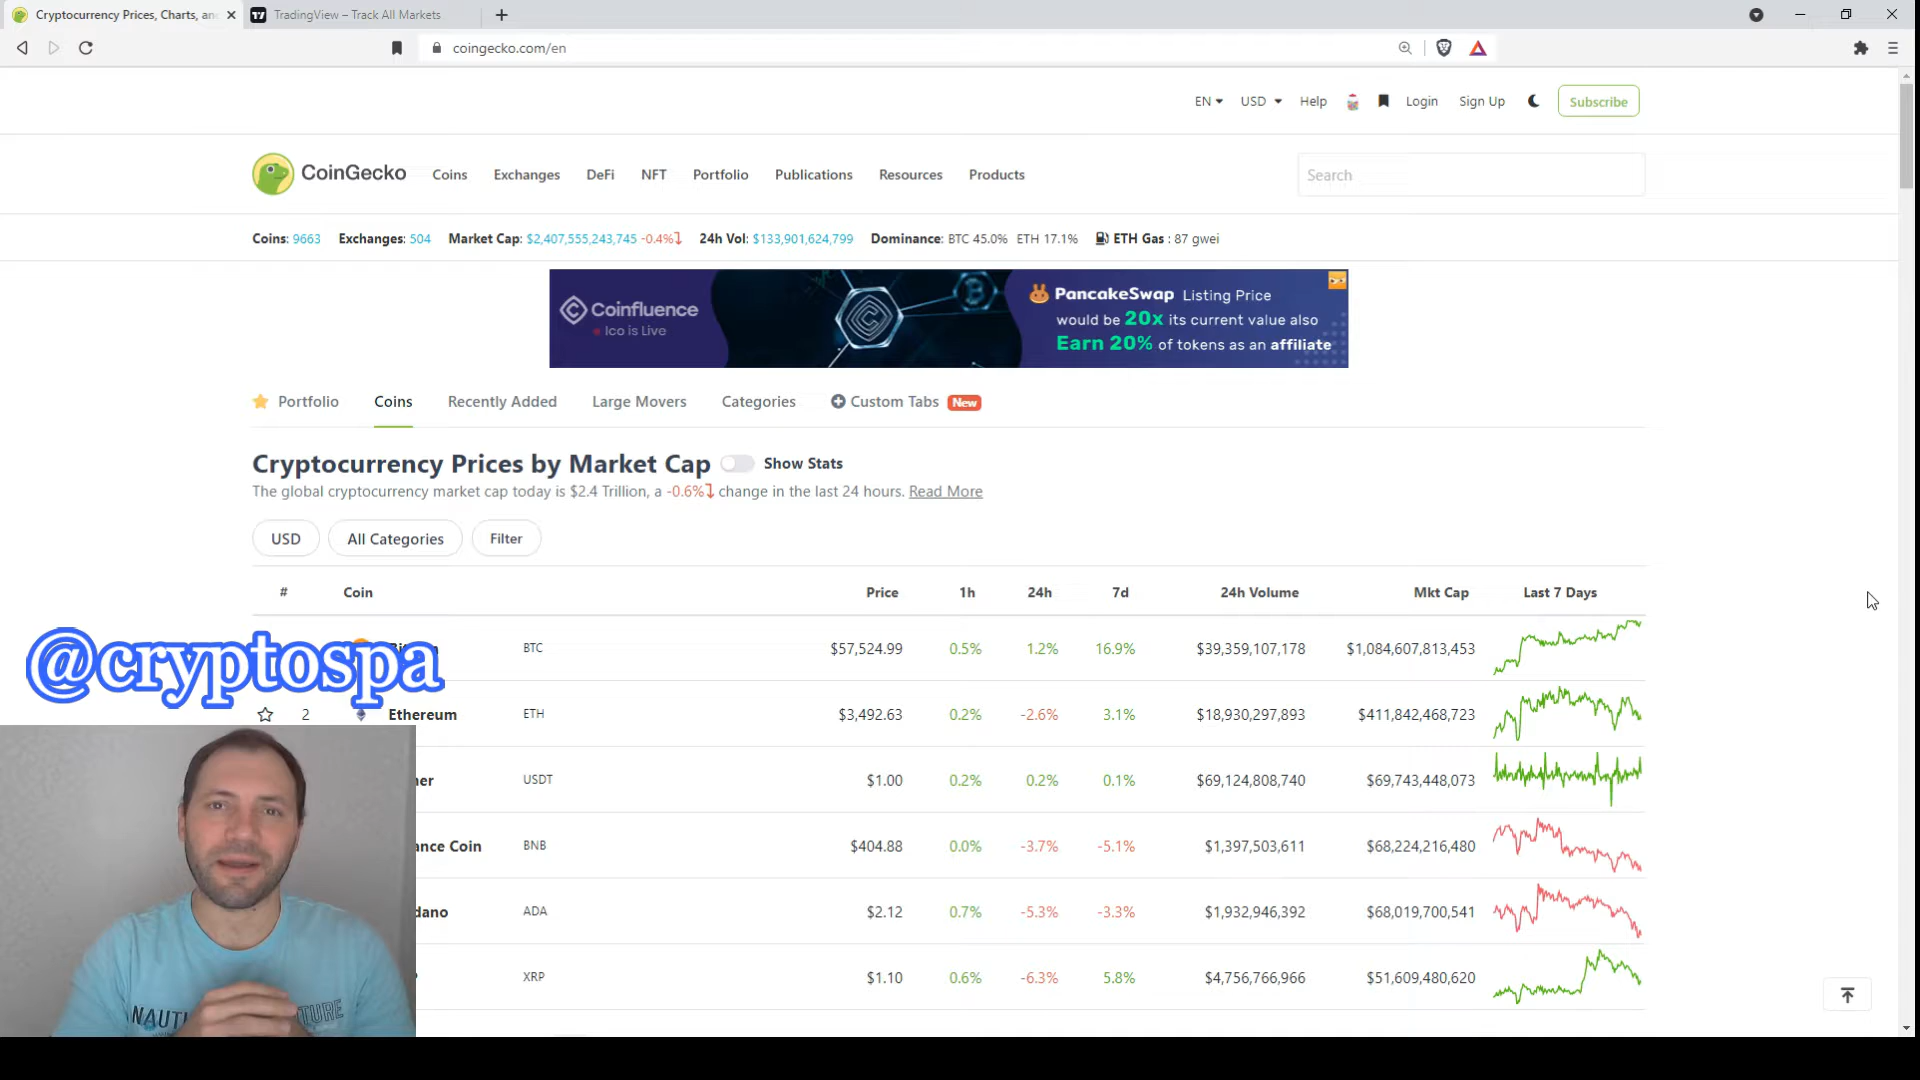 Cryptocurrency Prices, Charts, an
TradingView – Track All Markets
coingecko.com/en
EN USD Help Login Sign Up Subscribe
CoinGecko Coins Exchanges DeFi NFT Portfolio Publications Resources Products Search
Coins: 9663 Exchanges: 504 Market Cap: $2,407,555,243,745 -0.4% 24h Vol: $133,901,624,799 Dominance: BTC 45.0% ETH 17.1% ETH Gas : 87 gwei
Coinfluence
Ico is Live
PancakeSwap Listing Price
would be 20x its current value also
Earn 20% of tokens as an affiliate
Portfolio Coins Recently Added Large Movers Categories Custom Tabs New
Cryptocurrency Prices by Market Cap Show Stats
The global cryptocurrency market cap today is $2.4 Trillion, a -0.6% change in the last 24 hours. Read More
USD All Categories Filter
# Coin Price 1h 24h 7d 24h Volume Mkt Cap Last 7 Days
BTC $57,524.99 0.5% 1.2% 16.9% $39,359,107,178 $1,084,607,813,453
@cryptospa
2 Ethereum ETH $3,492.63 0.2% -2.6% 3.1% $18,930,297,893 $411,842,468,723
her USDT $1.00 0.2% 0.2% 0.1% $69,124,808,740 $69,743,448,073
ance Coin BNB $404.88 0.0% -3.7% -5.1% $1,397,503,611 $68,224,216,480
dano ADA $2.12 0.7% -5.3% -3.3% $1,932,946,392 $68,019,700,541
XRP $1.10 0.6% -6.3% 5.8% $4,756,766,966 $51,609,480,620